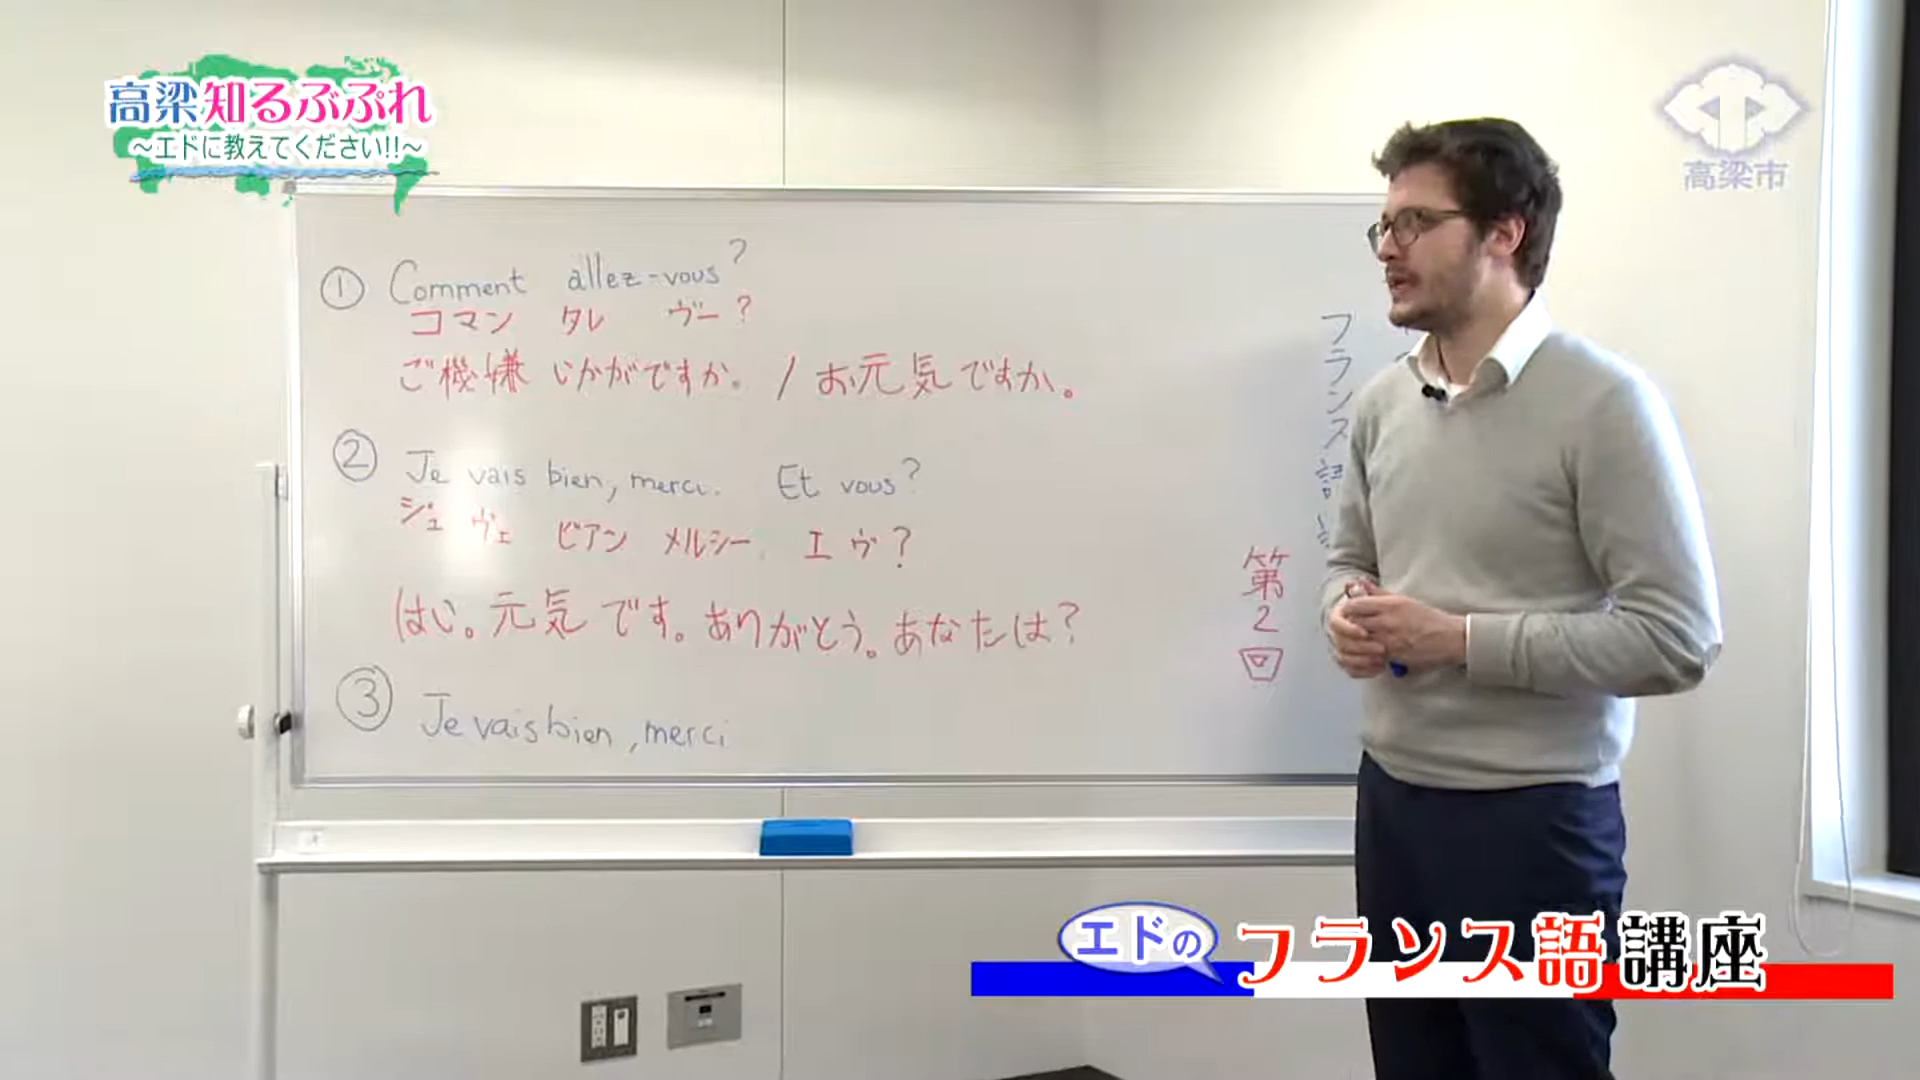 高梁知るぶぷれ
～エドに教えてください!!～
高梁市
① Comment allez-vous?
コマン タレ ヴー?
ご機嫌いかがですか。/お元気ですか。
② Je vais bien, merci. Et vous?
ジュ ヴェ ビアン メルシー. エ ヴ?
はい。元気です。ありがとう。あなたは?
③ Je vais bien, merci
フランス語
第2回
エドの
フランス語講座